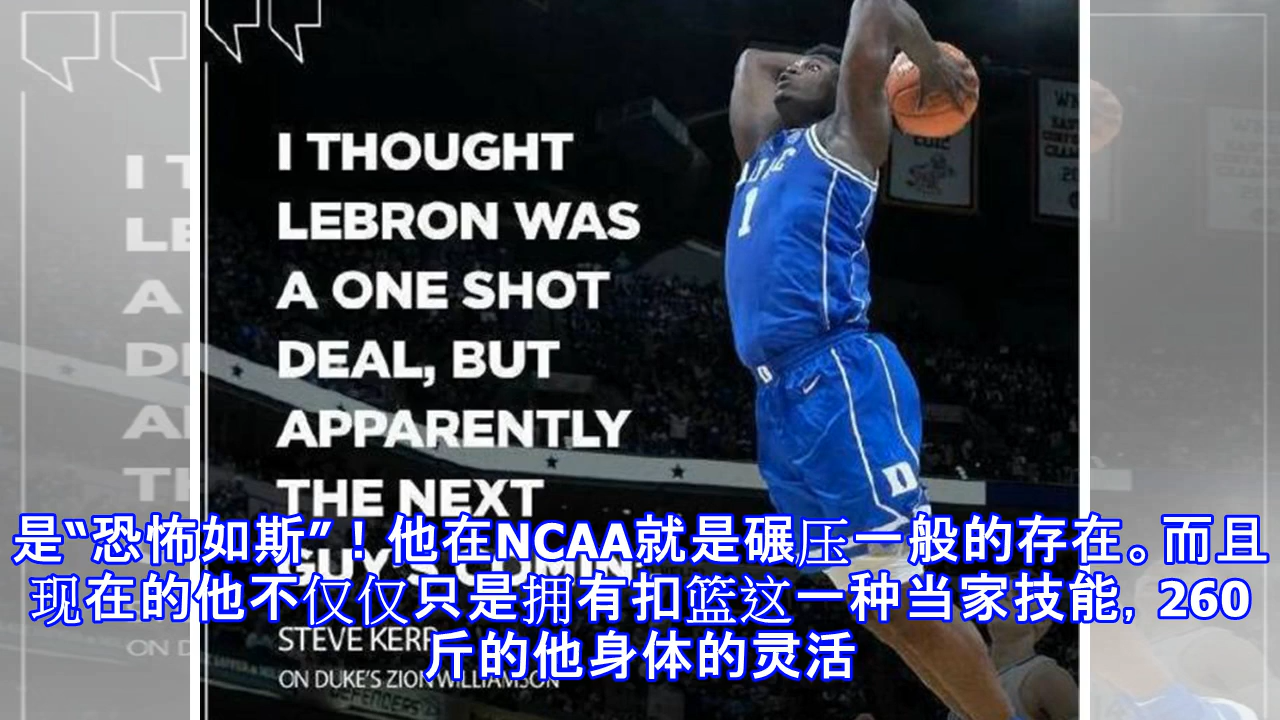 I THOUGHT
LEBRON WAS
A ONE SHOT
DEAL, BUT
APPARENTLY
THE NEXT
GUY'S COMIN'
STEVE KERR
ON DUKE'S ZION WILLIAMSON
是“恐怖如斯”！他在NCAA就是碾压一般的存在。而且
现在的他不仅仅只是拥有扣篮这一种当家技能，260
斤的他身体的灵活
1
D